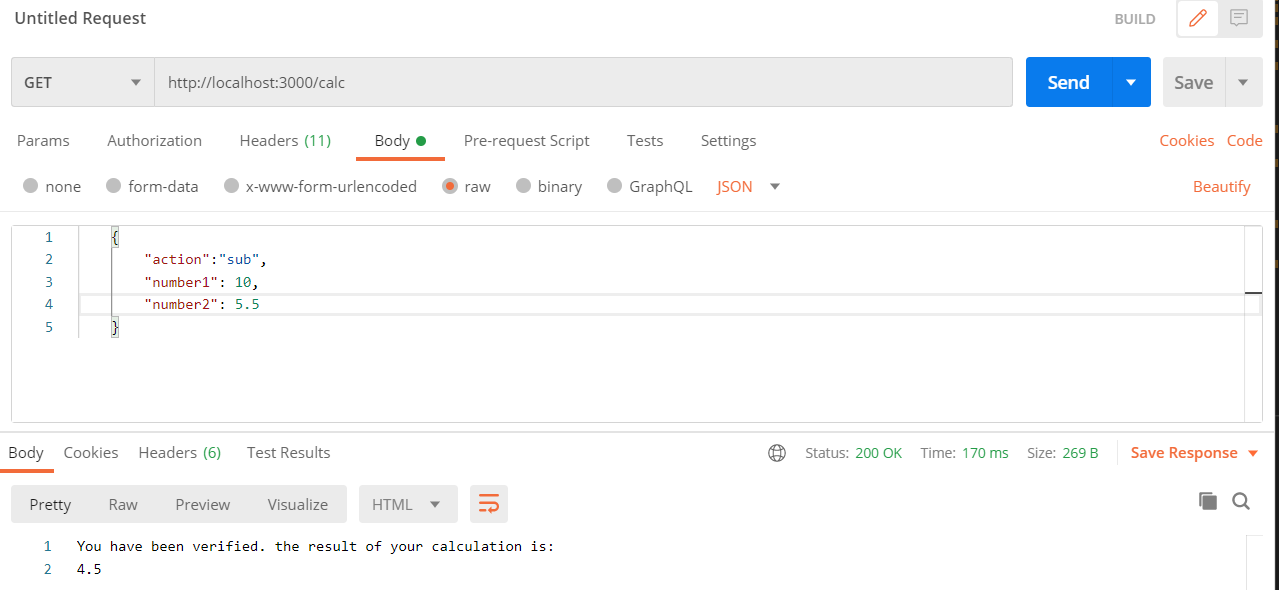 Untitled Request BUILD
GET http://localhost:3000/calc Send Save
Params Authorization Headers (11) Body Pre-request Script Tests Settings Cookies Code
none form-data x-www-form-urlencoded raw binary GraphQL JSON Beautify
1 {
2 "action":"sub",
3 "number1": 10,
4 "number2": 5.5
5 }
Body Cookies Headers (6) Test Results Status: 200 OK Time: 170 ms Size: 269 B Save Response
Pretty Raw Preview Visualize HTML
1 You have been verified. the result of your calculation is:
2 4.5